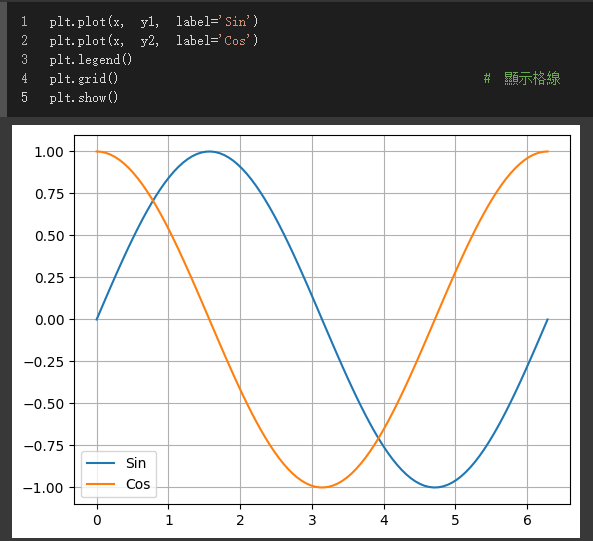 1 plt.plot(x, y1, label='Sin')
2 plt.plot(x, y2, label='Cos')
3 plt.legend()
4 plt.grid() # 顯示格線
5 plt.show()
1.00
0.75
0.50
0.25
0.00
−0.25
−0.50
−0.75
−1.00
Sin
Cos
0 1 2 3 4 5 6